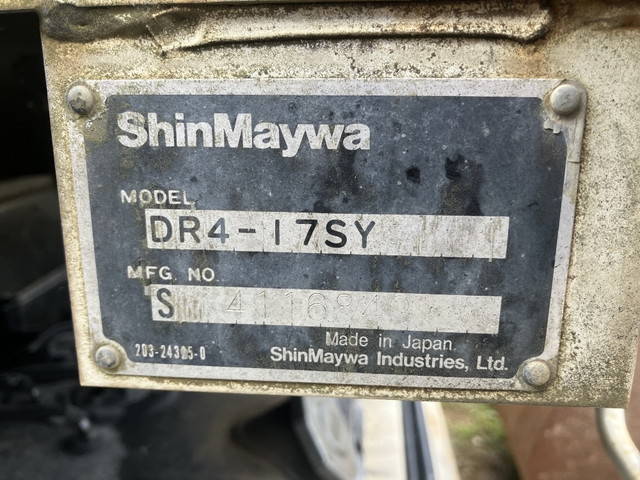 ShinMaywa
MODEL
DR4-17SY
MFG. NO.
S
Made in Japan
203-24305-0
ShinMaywa Industries, Ltd.